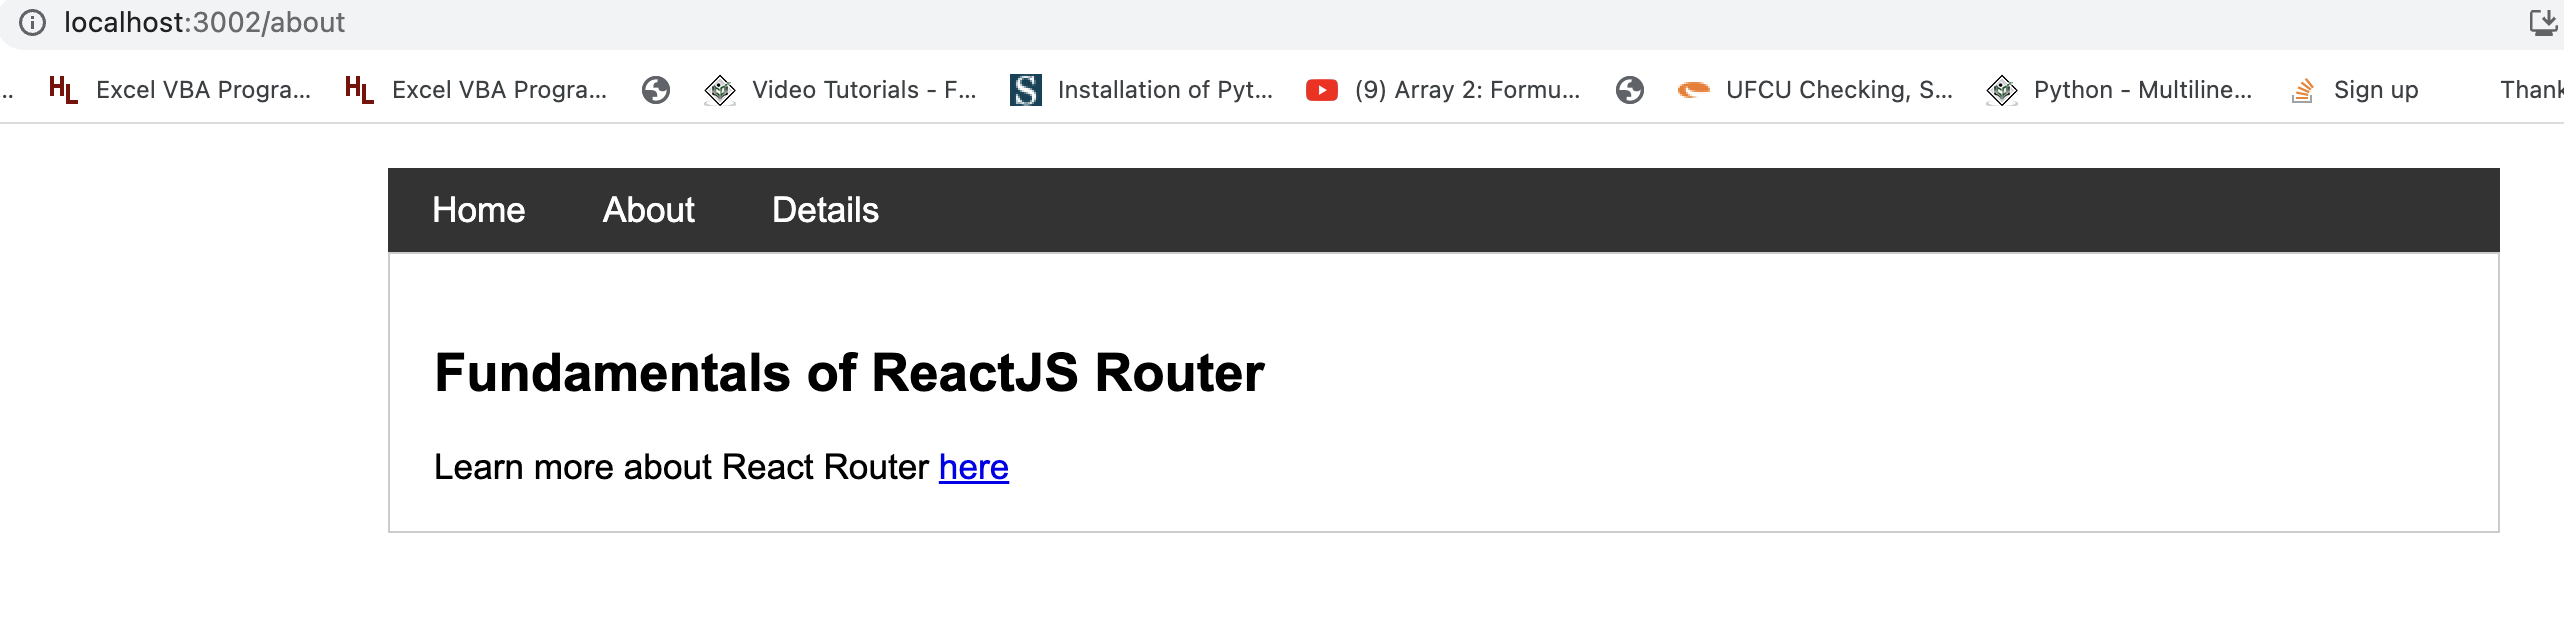 localhost:3002/about
.. HL Excel VBA Progra... HL Excel VBA Progra... Video Tutorials - F... S Installation of Pyt... (9) Array 2: Formu... UFCU Checking, S... Python - Multiline... Sign up Thank
Home About Details
Fundamentals of ReactJS Router
Learn more about React Router here